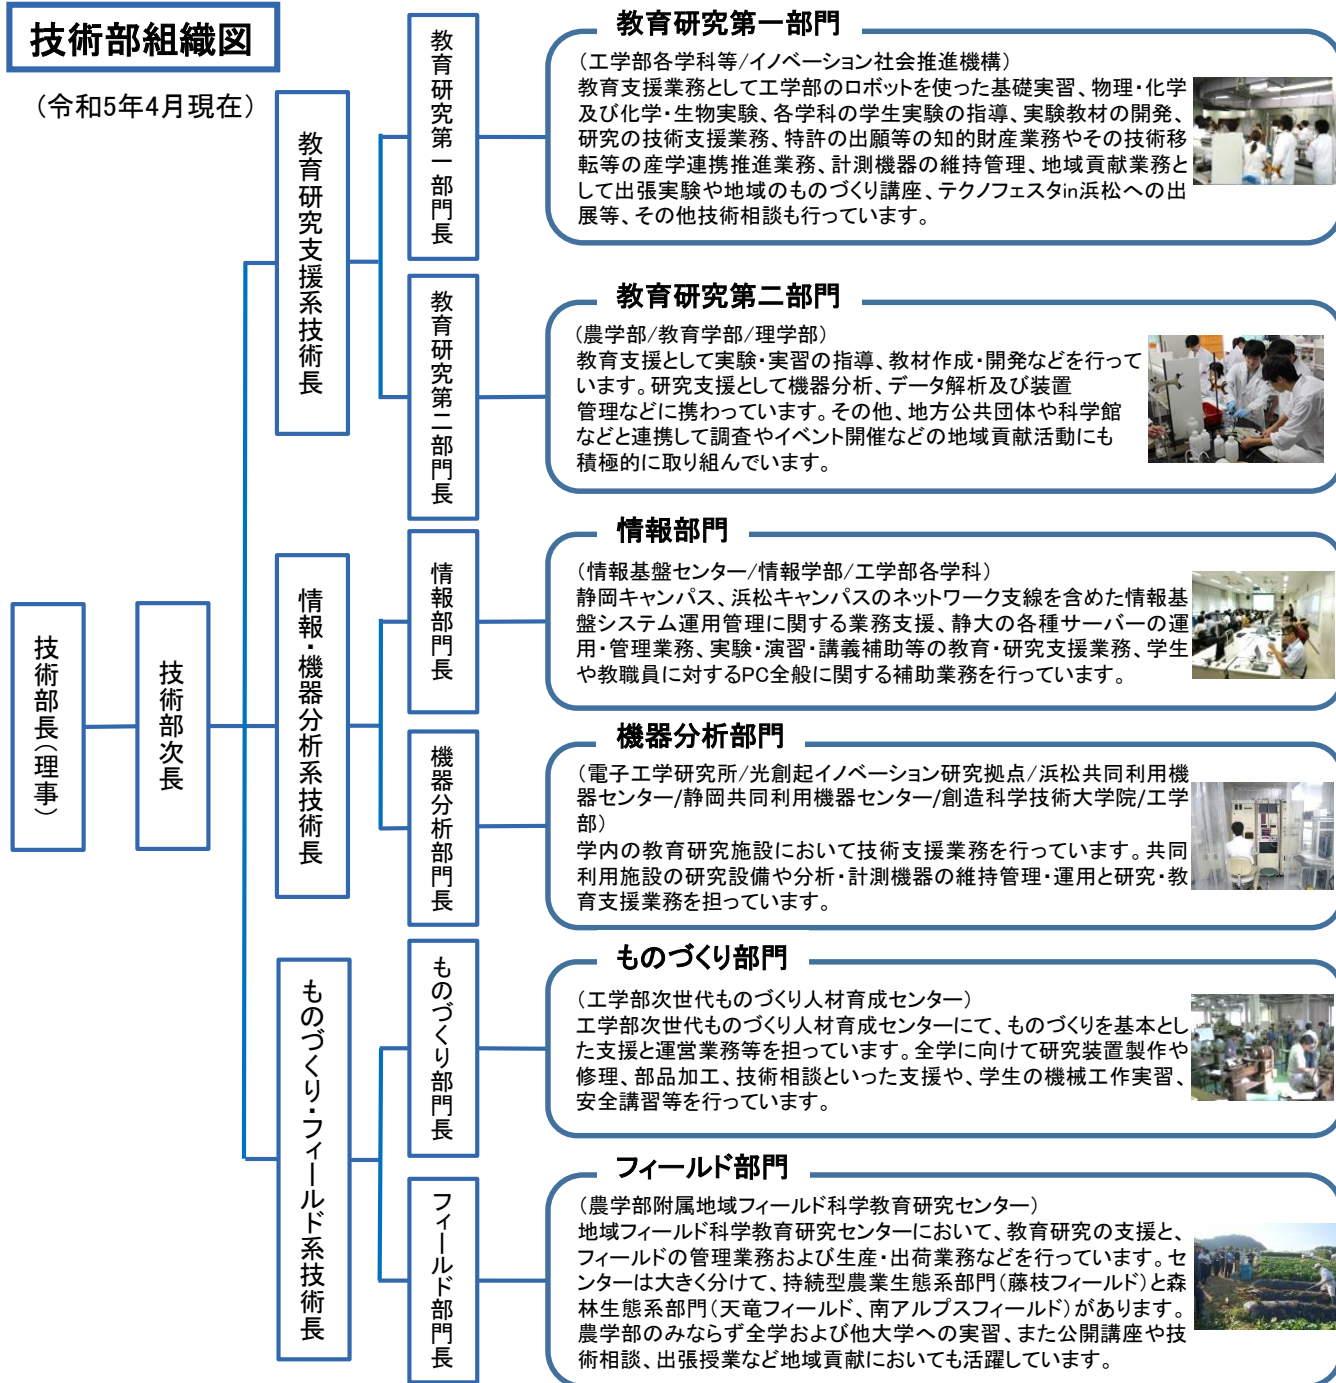 技術部組織図
（令和5年4月現在）
技術部長（理事）
技術部次長
教育研究支援系技術長
教育研究第一部門長
教育研究第一部門
（工学部各学科等/イノベーション社会推進機構）
教育支援業務として工学部のロボットを使った基礎実習、物理・化学
及び化学・生物実験、各学科の学生実験の指導、実験教材の開発、
研究の技術支援業務、特許の出願等の知的財産業務やその技術移
転等の産学連携推進業務、計測機器の維持管理、地域貢献業務と
して出張実験や地域のものづくり講座、テクノフェスタin浜松への出
展等、その他技術相談も行っています。
教育研究第二部門長
教育研究第二部門
（農学部/教育学部/理学部）
教育支援として実験・実習の指導、教材作成・開発などを行って
います。研究支援として機器分析、データ解析及び装置
管理などに携わっています。その他、地方公共団体や科学館
などと連携して調査やイベント開催などの地域貢献活動にも
積極的に取り組んでいます。
情報・機器分析系技術長
情報部門長
情報部門
（情報基盤センター/情報学部/工学部各学科）
静岡キャンパス、浜松キャンパスのネットワーク支線を含めた情報基
盤システム運用管理に関する業務支援、静大の各種サーバーの運
用・管理業務、実験・演習・講義補助等の教育・研究支援業務、学生
や教職員に対するPC全般に関する補助業務を行っています。
機器分析部門長
機器分析部門
（電子工学研究所/光創起イノベーション研究拠点/浜松共同利用機
器センター/静岡共同利用機器センター/創造科学技術大学院/工学
部）
学内の教育研究施設において技術支援業務を行っています。共同
利用施設の研究設備や分析・計測機器の維持管理・運用と研究・教
育支援業務を担っています。
ものづくり・フィールド系技術長
ものづくり部門長
ものづくり部門
（工学部次世代ものづくり人材育成センター）
工学部次世代ものづくり人材育成センターにて、ものづくりを基本とし
た支援と運営業務等を担っています。全学に向けて研究装置製作や
修理、部品加工、技術相談といった支援や、学生の機械工作実習、
安全講習等を行っています。
フィールド部門長
フィールド部門
（農学部附属地域フィールド科学教育研究センター）
地域フィールド科学教育研究センターにおいて、教育研究の支援と、
フィールドの管理業務および生産・出荷業務などを行っています。セ
ンターは大きく分けて、持続型農業生態系部門（藤枝フィールド）と森
林生態系部門（天竜フィールド、南アルプスフィールド）があります。
農学部のみならず全学および他大学への実習、また公開講座や技
術相談、出張授業など地域貢献においても活躍しています。